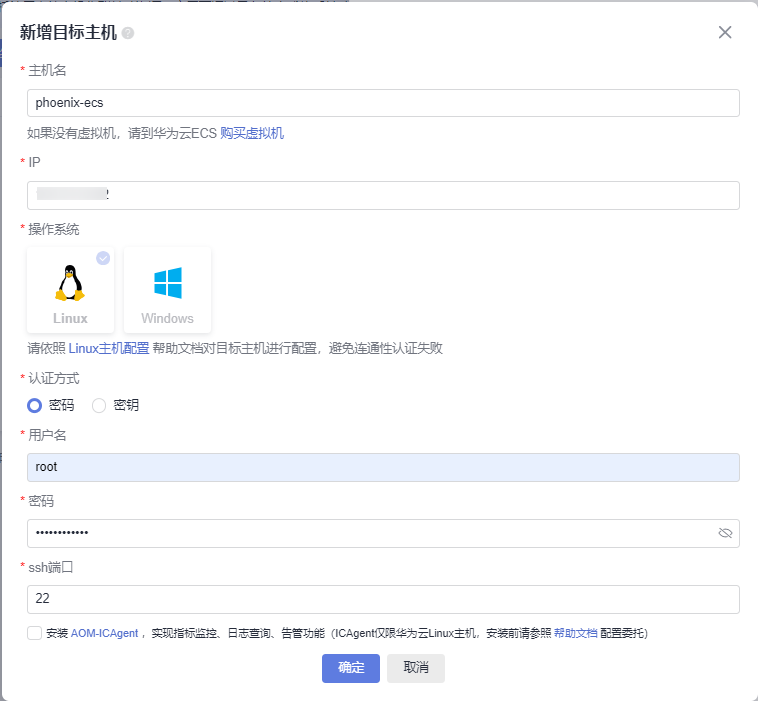 新增目标主机
* 主机名
phoenix-ecs
如果没有虚拟机，请到华为云ECS 购买虚拟机
* IP
* 操作系统
Linux Windows
请依照 Linux主机配置 帮助文档对目标主机进行配置，避免连通性认证失败
* 认证方式
密码 密钥
* 用户名
root
* 密码
••••••••••••
* ssh端口
22
安装 AOM-ICAgent ，实现指标监控、日志查询、告管功能（ICAgent仅限华为云Linux主机，安装前请参照 帮助文档 配置委托）
确定 取消